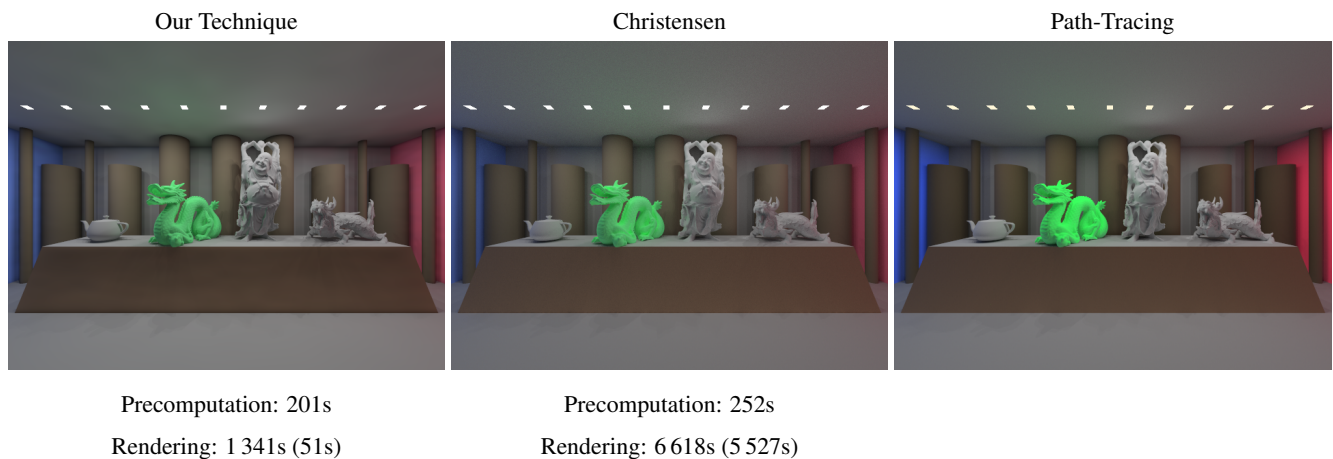 Our Technique
Christensen
Path-Tracing
Precomputation: 201s
Precomputation: 252s
Rendering: 1 341s (51s)
Rendering: 6 618s (5 527s)